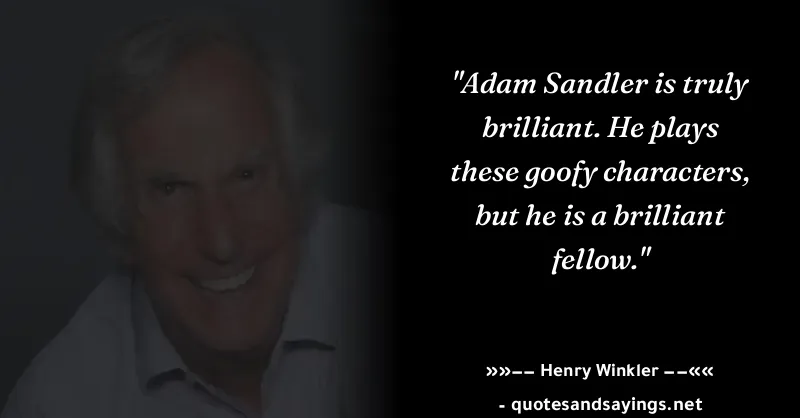 "Adam Sandler is truly
brilliant. He plays
these goofy characters,
but he is a brilliant
fellow."
»»−− Henry Winkler −−««
- quotesandsayings.net